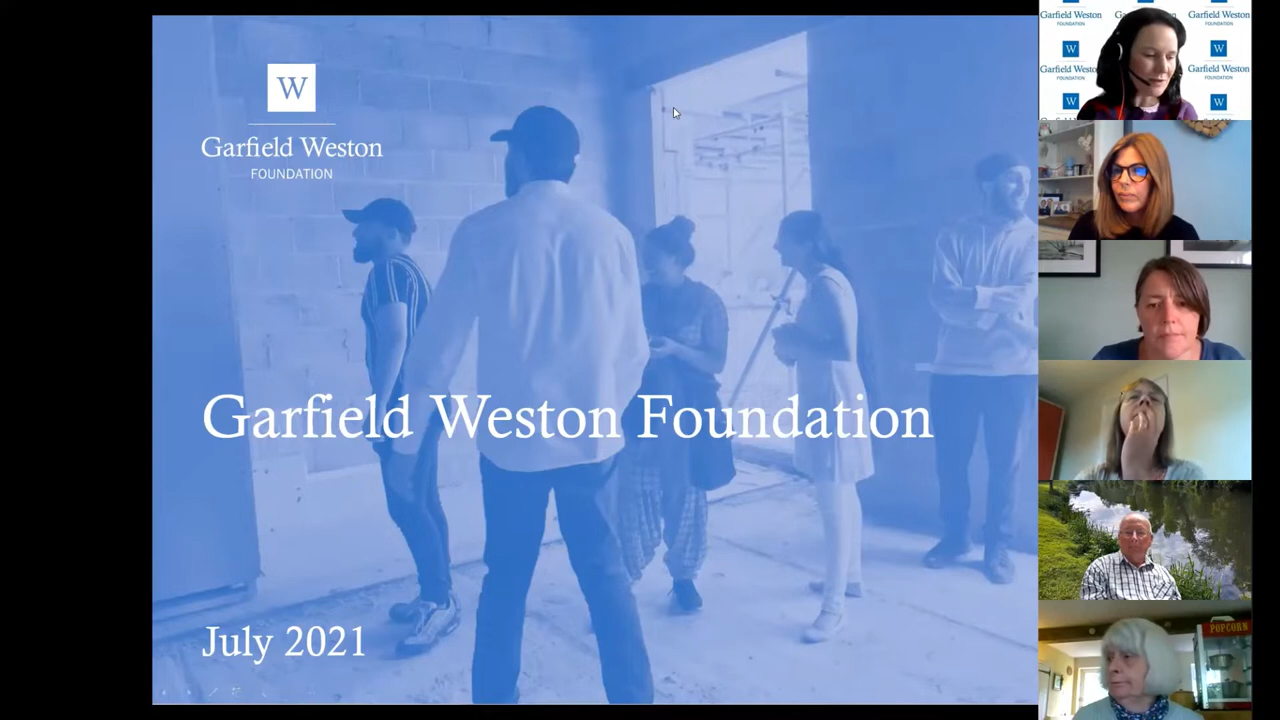 W
Garfield Weston
FOUNDATION
Garfield Weston Foundation
July 2021
Garfield Weston Garfield Weston
FOUNDATION FOUNDATION
W W
Garfield Weston Garfield Weston
FOUNDATION FOUNDATION
W W
POPCORN